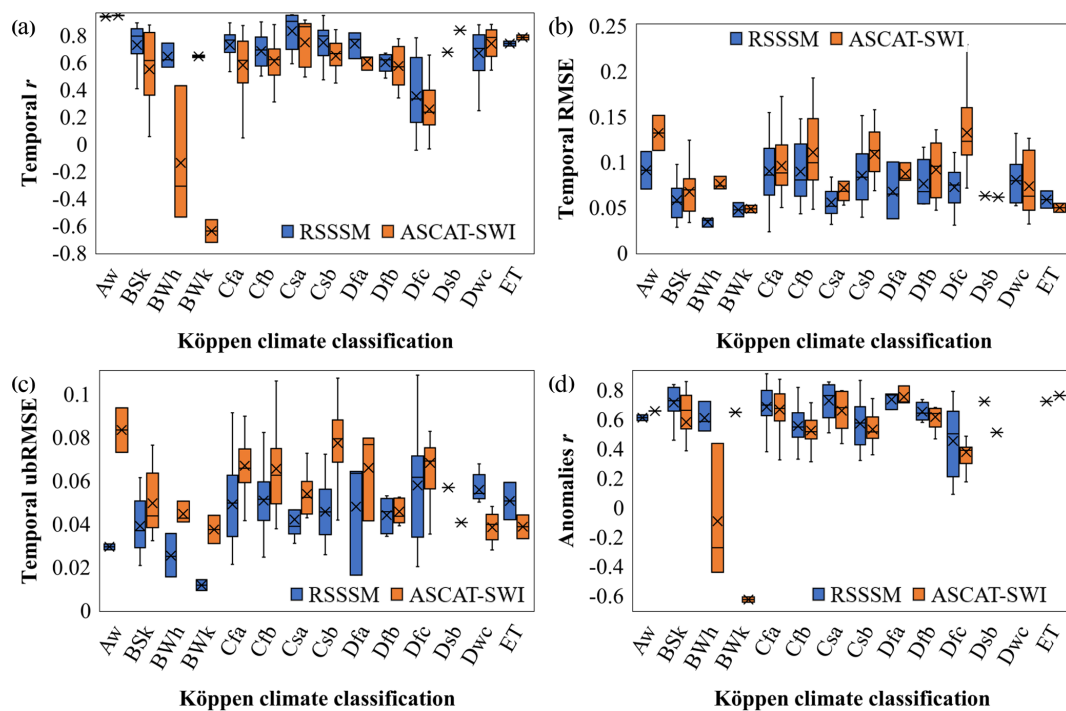 (a)
Temporal r
0.8
0.6
0.4
0.2
0
-0.2
-0.4
-0.6
-0.8
RSSSM ASCAT-SWI
Aw BSk BWh BWk Cfa Cfb Csa Csb Dfa Dfb Dfc Dsb Dwc ET
Köppen climate classification
(b)
Temporal RMSE
0.25
0.20
0.15
0.10
0.05
0
RSSSM ASCAT-SWI
Aw BSk BWh BWk Cfa Cfb Csa Csb Dfa Dfb Dfc Dsb Dwc ET
Köppen climate classification
(c)
Temporal ubRMSE
0.1
0.08
0.06
0.04
0.02
0
RSSSM ASCAT-SWI
Aw BSk BWh BWk Cfa Cfb Csa Csb Dfa Dfb Dfc Dsb Dwc ET
Köppen climate classification
(d)
Anomalies r
0.8
0.6
0.4
0.2
0
-0.2
-0.4
-0.6
RSSSM ASCAT-SWI
Aw BSk BWh BWk Cfa Cfb Csa Csb Dfa Dfb Dfc Dsb Dwc ET
Köppen climate classification